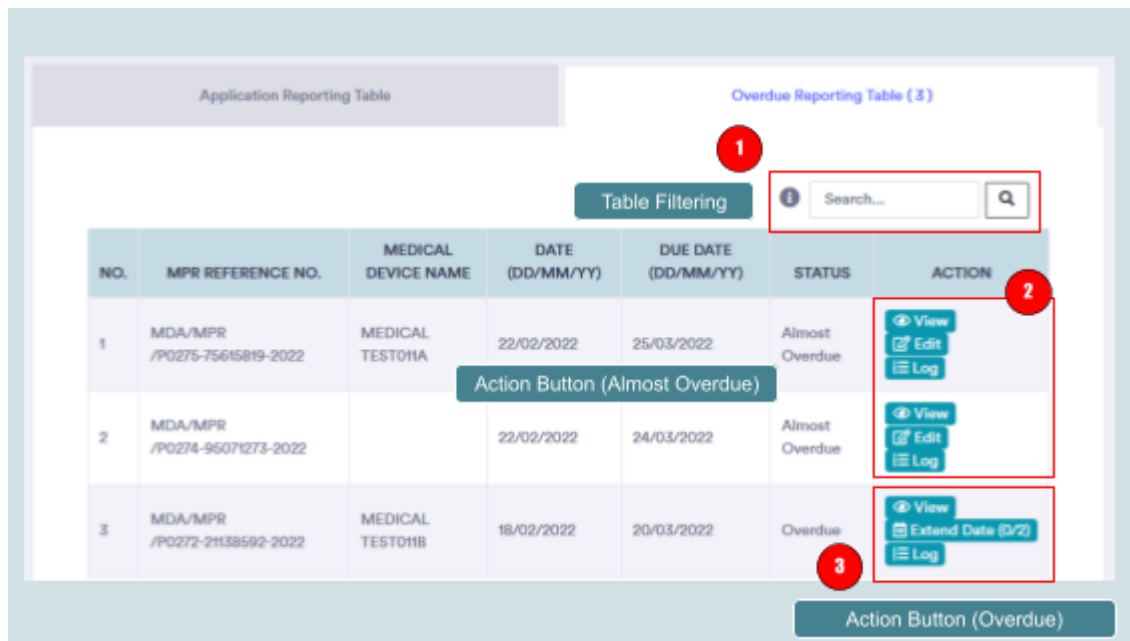 Application Reporting Table
Overdue Reporting Table (3)
1
Table Filtering
Search...
NO.
MPR REFERENCE NO.
MEDICAL
DEVICE NAME
DATE
(DD/MM/YY)
DUE DATE
(DD/MM/YY)
STATUS
ACTION
2
1
MDA/MPR
/P0275-75615819-2022
MEDICAL
TEST011A
22/02/2022
25/03/2022
Almost
Overdue
View
Edit
Log
Action Button (Almost Overdue)
2
MDA/MPR
/P0274-95071273-2022
22/02/2022
24/03/2022
Almost
Overdue
View
Edit
Log
3
MDA/MPR
/P0272-21138592-2022
MEDICAL
TEST011B
18/02/2022
20/03/2022
Overdue
View
Extend Date (0/2)
Log
3
Action Button (Overdue)